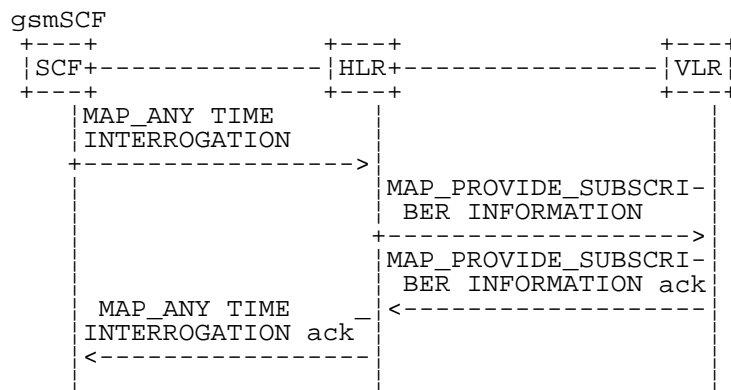 gsmSCF
SCF HLR VLR
MAP_ANY TIME
INTERROGATION
MAP_PROVIDE_SUBSCRI-
BER INFORMATION
MAP_PROVIDE_SUBSCRI-
BER INFORMATION ack
MAP_ANY TIME _
INTERROGATION ack